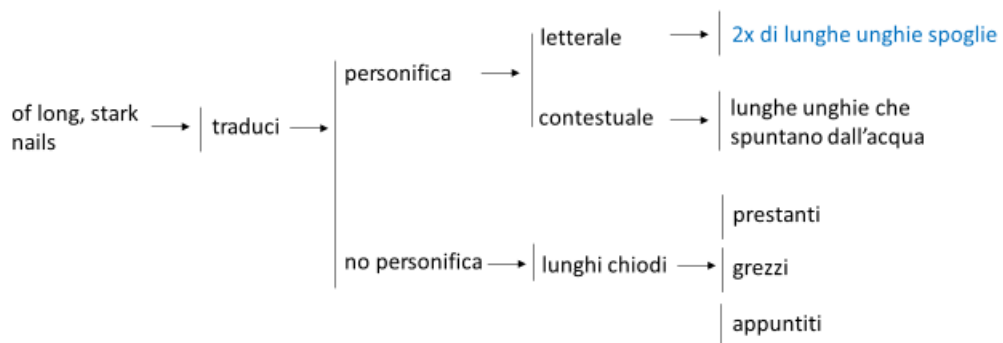 of long, stark
nails
traduci
personifica
letterale
2x di lunghe unghie spoglie
contestuale
lunghe unghie che
spuntano dall'acqua
no personifica
lunghi chiodi
prestanti
grezzi
appuntiti